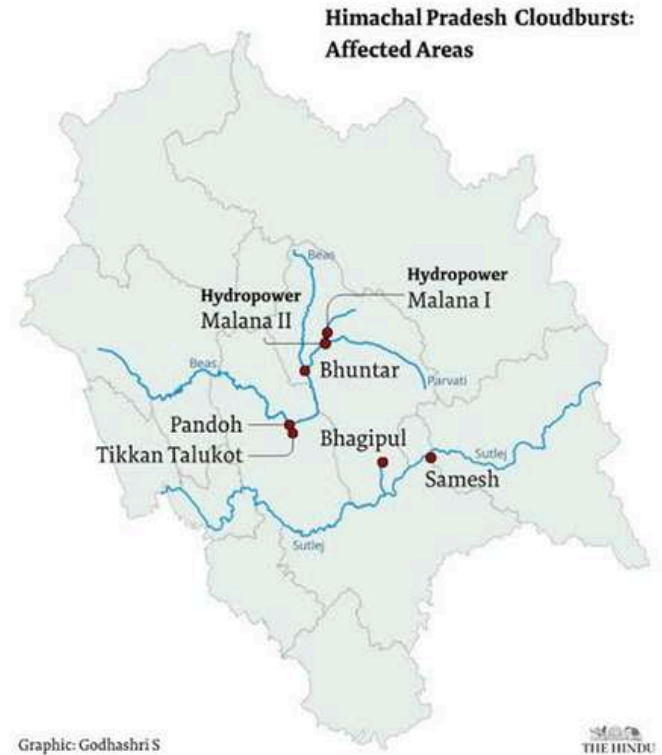 Himachal Pradesh Cloudburst:
Affected Areas
Beas
Hydropower
Malana I
Hydropower
Malana II
Bhuntar
Beas
Parvati
Pandoh
Tikkan Talukot
Bhagipul
Sutlej
Samesh
Sutlej
Graphic: Godhashri S
THE HINDU